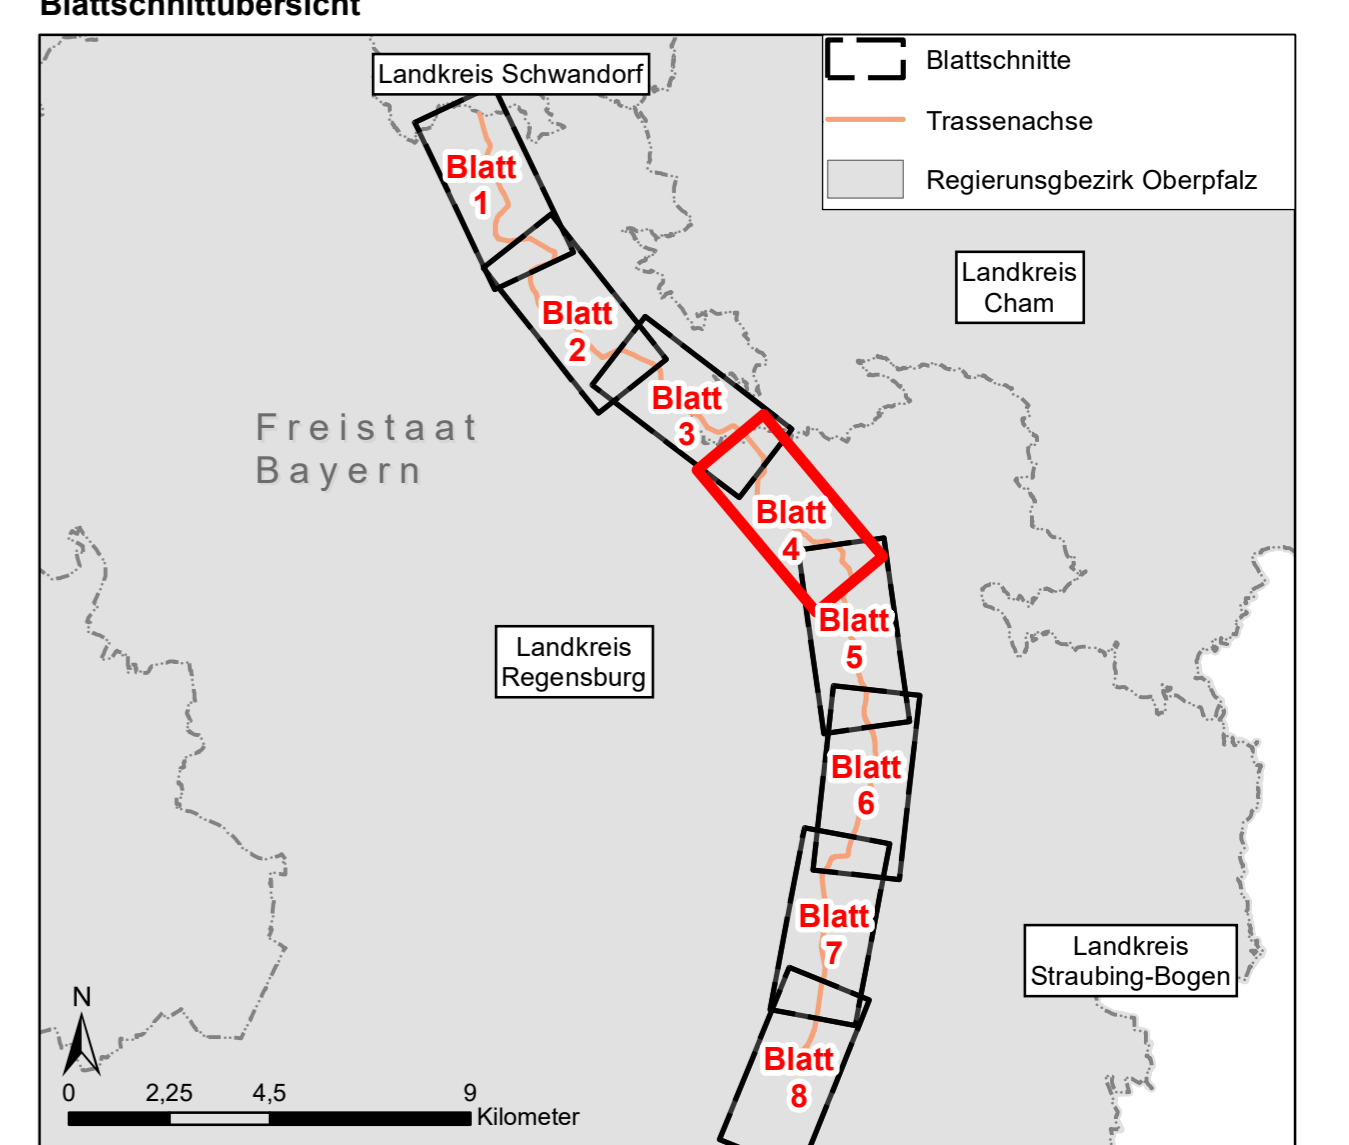 Blattschnittübersicht
Landkreis Schwandorf
Blattschnitte
Trassenachse
Regierunsgbezirk Oberpfalz
Blatt
1
Landkreis
Cham
Blatt
2
Blatt
3
Freistaat
Bayern
Blatt
4
Blatt
5
Landkreis
Regensburg
Blatt
6
Blatt
7
Landkreis
Straubing-Bogen
Blatt
8
N
0 2,25 4,5 9
Kilometer